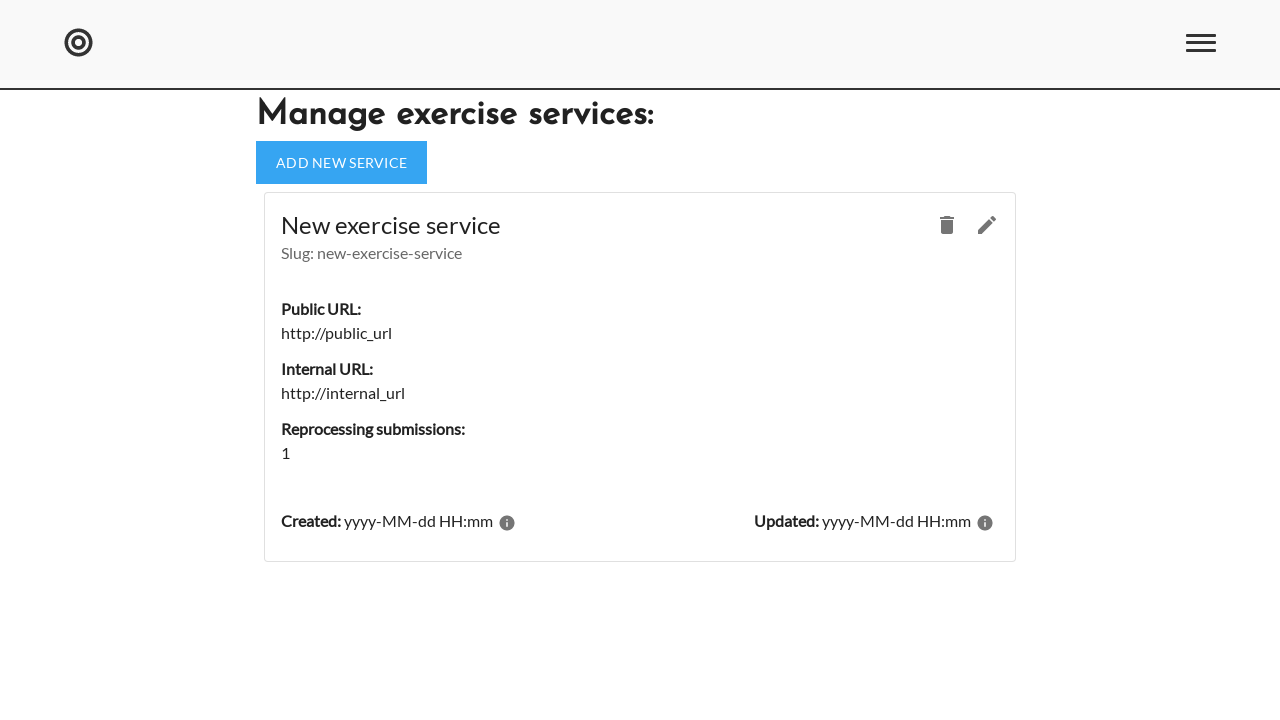 Manage exercise services:
ADD NEW SERVICE
New exercise service
Slug: new-exercise-service
Public URL:
http://public_url
Internal URL:
http://internal_url
Reprocessing submissions:
1
Created: yyyy-MM-dd HH:mm
Updated: yyyy-MM-dd HH:mm